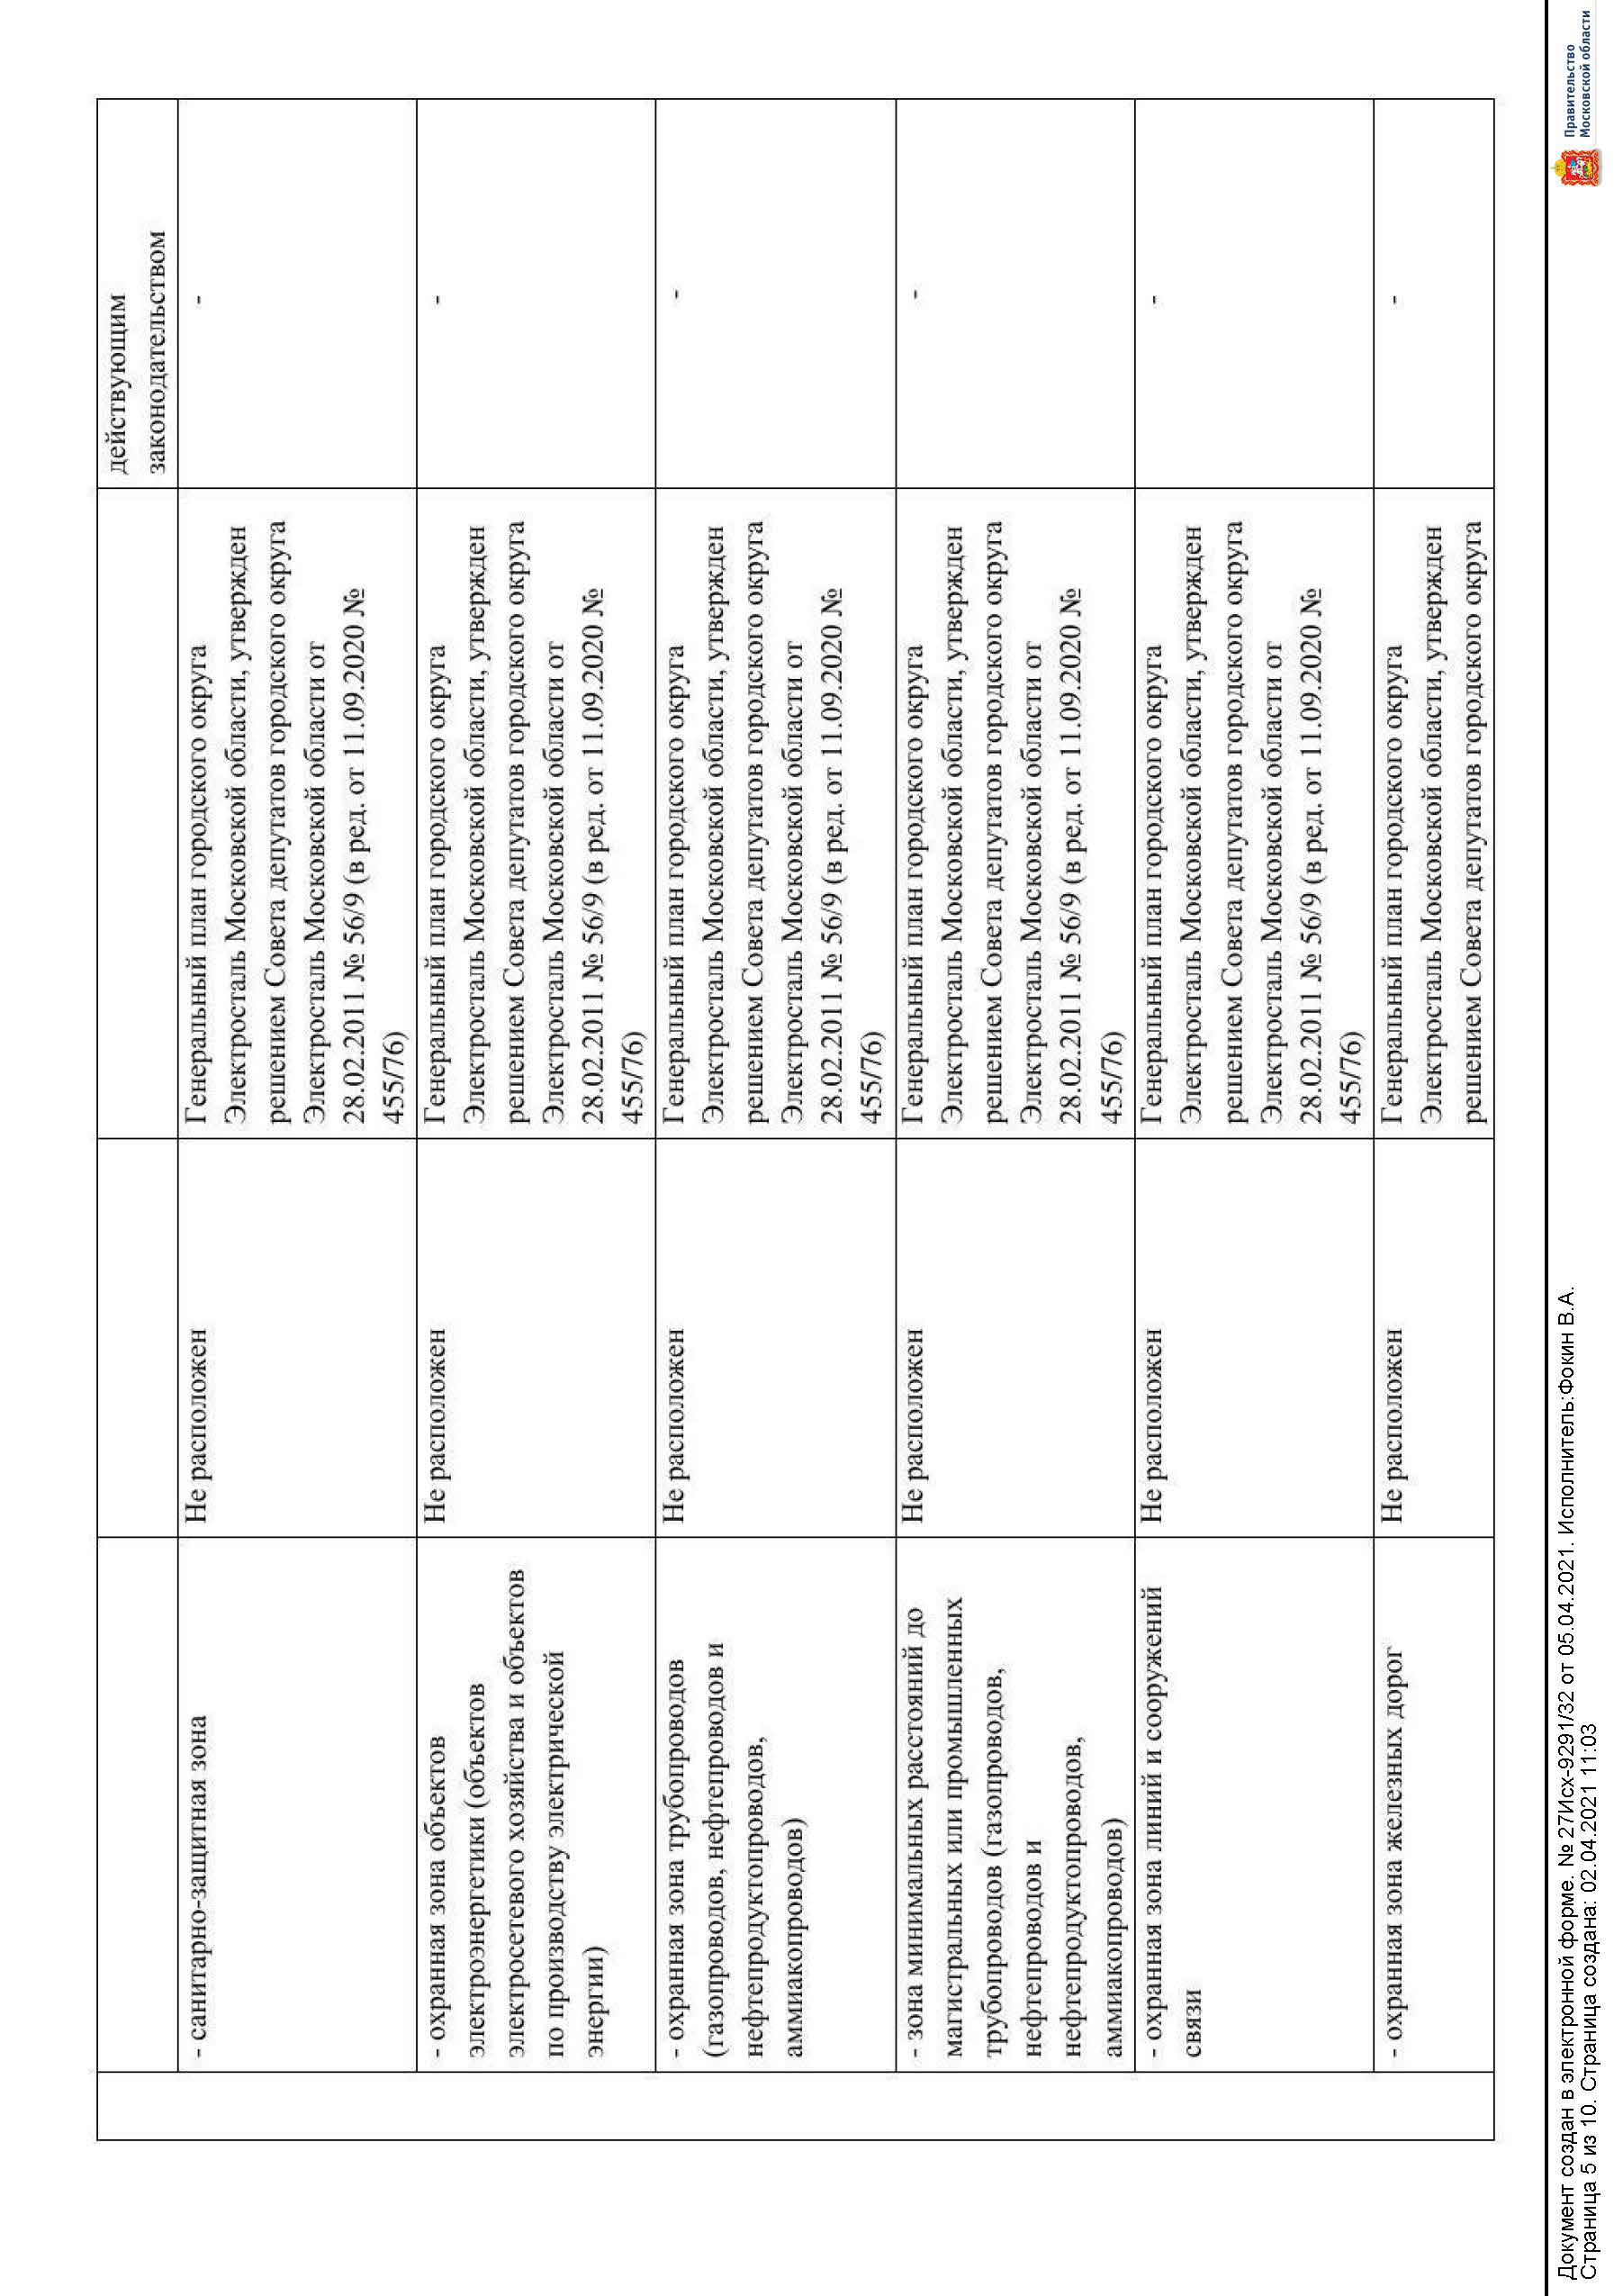 действующим
законодательством
- санитарно-защитная зона
Не расположен
Генеральный план городского округа
Электросталь Московской области, утвержден
решением Совета депутатов городского округа
Электросталь Московской области от
28.02.2011 № 56/9 (в ред. от 11.09.2020 №
455/76)
-
- охранная зона объектов
электроэнергетики (объектов
электросетевого хозяйства и объектов
по производству электрической
энергии)
Не расположен
Генеральный план городского округа
Электросталь Московской области, утвержден
решением Совета депутатов городского округа
Электросталь Московской области от
28.02.2011 № 56/9 (в ред. от 11.09.2020 №
455/76)
-
- охранная зона трубопроводов
(газопроводов, нефтепроводов и
нефтепродуктопроводов,
аммиакопроводов)
Не расположен
Генеральный план городского округа
Электросталь Московской области, утвержден
решением Совета депутатов городского округа
Электросталь Московской области от
28.02.2011 № 56/9 (в ред. от 11.09.2020 №
455/76)
-
- зона минимальных расстояний до
магистральных или промышленных
трубопроводов (газопроводов,
нефтепроводов и
нефтепродуктопроводов,
аммиакопроводов)
Не расположен
Генеральный план городского округа
Электросталь Московской области, утвержден
решением Совета депутатов городского округа
Электросталь Московской области от
28.02.2011 № 56/9 (в ред. от 11.09.2020 №
455/76)
-
- охранная зона линий и сооружений
связи
Не расположен
Генеральный план городского округа
Электросталь Московской области, утвержден
решением Совета депутатов городского округа
Электросталь Московской области от
28.02.2011 № 56/9 (в ред. от 11.09.2020 №
455/76)
-
- охранная зона железных дорог
Не расположен
Генеральный план городского округа
Электросталь Московской области, утвержден
решением Совета депутатов городского округа
-
Документ создан в электронной форме. № 27Исх-9291/32 от 05.04.2021. Исполнитель:Фокин В.А.
Страница 5 из 10. Страница создана: 02.04.2021 11:03
Правительство
Московской области